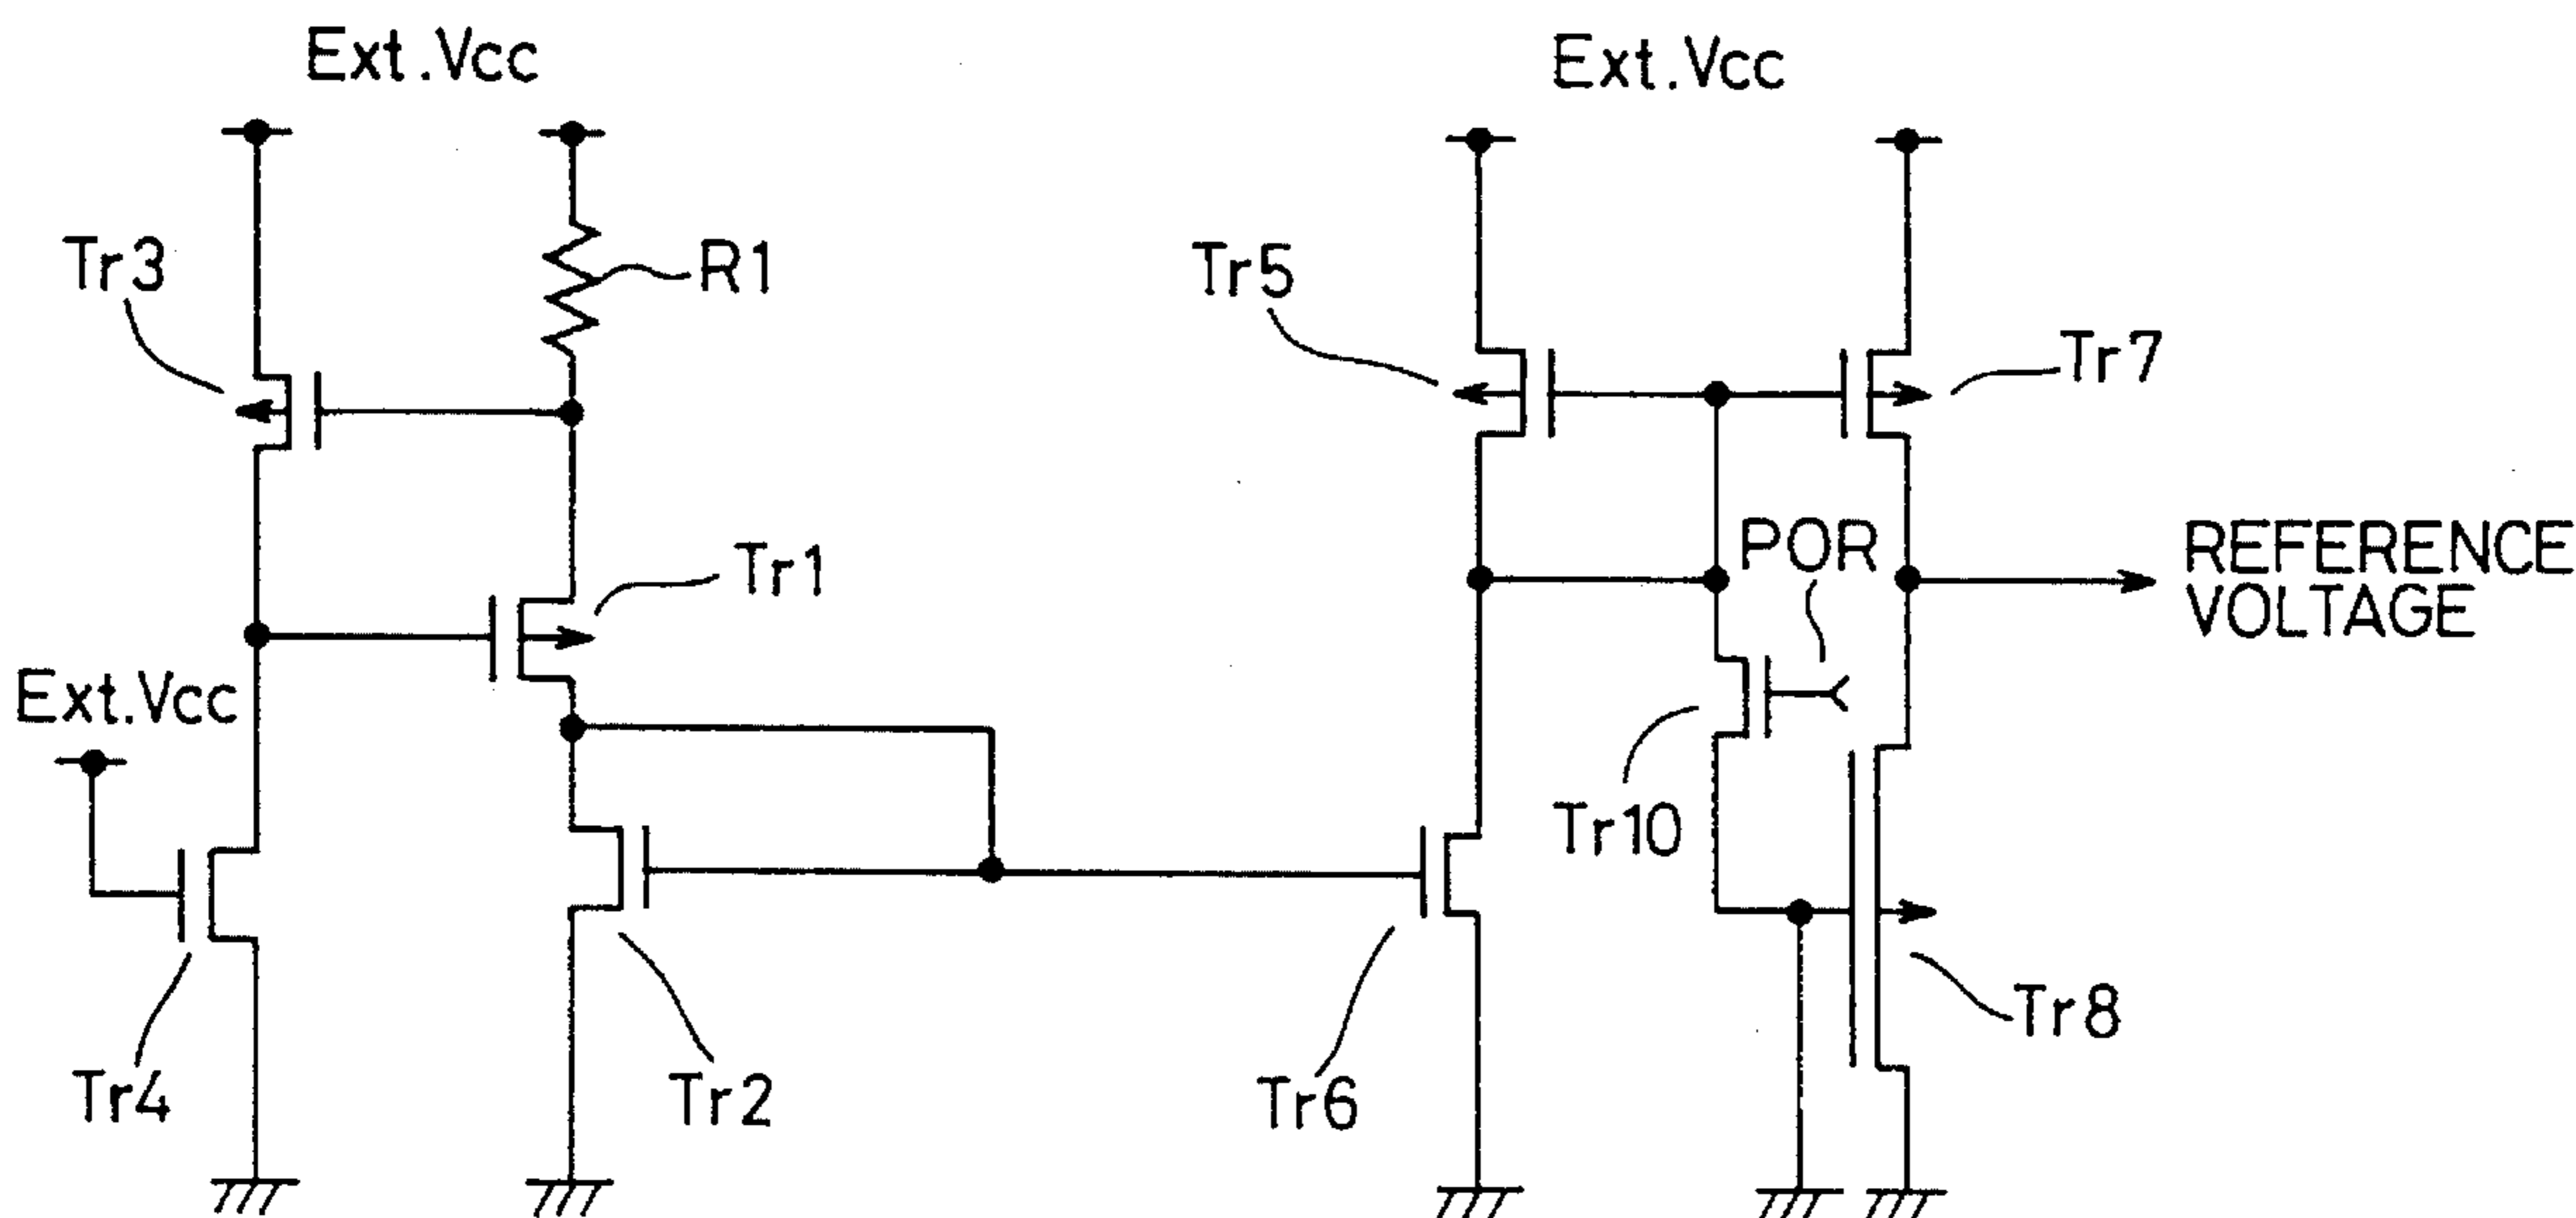 Ext.Vcc
Ext.Vcc
Tr3
R1
Tr5
Tr7
Tr1
POR
REFERENCE
VOLTAGE
Ext.Vcc
Tr10
Tr8
Tr4
Tr2
Tr6